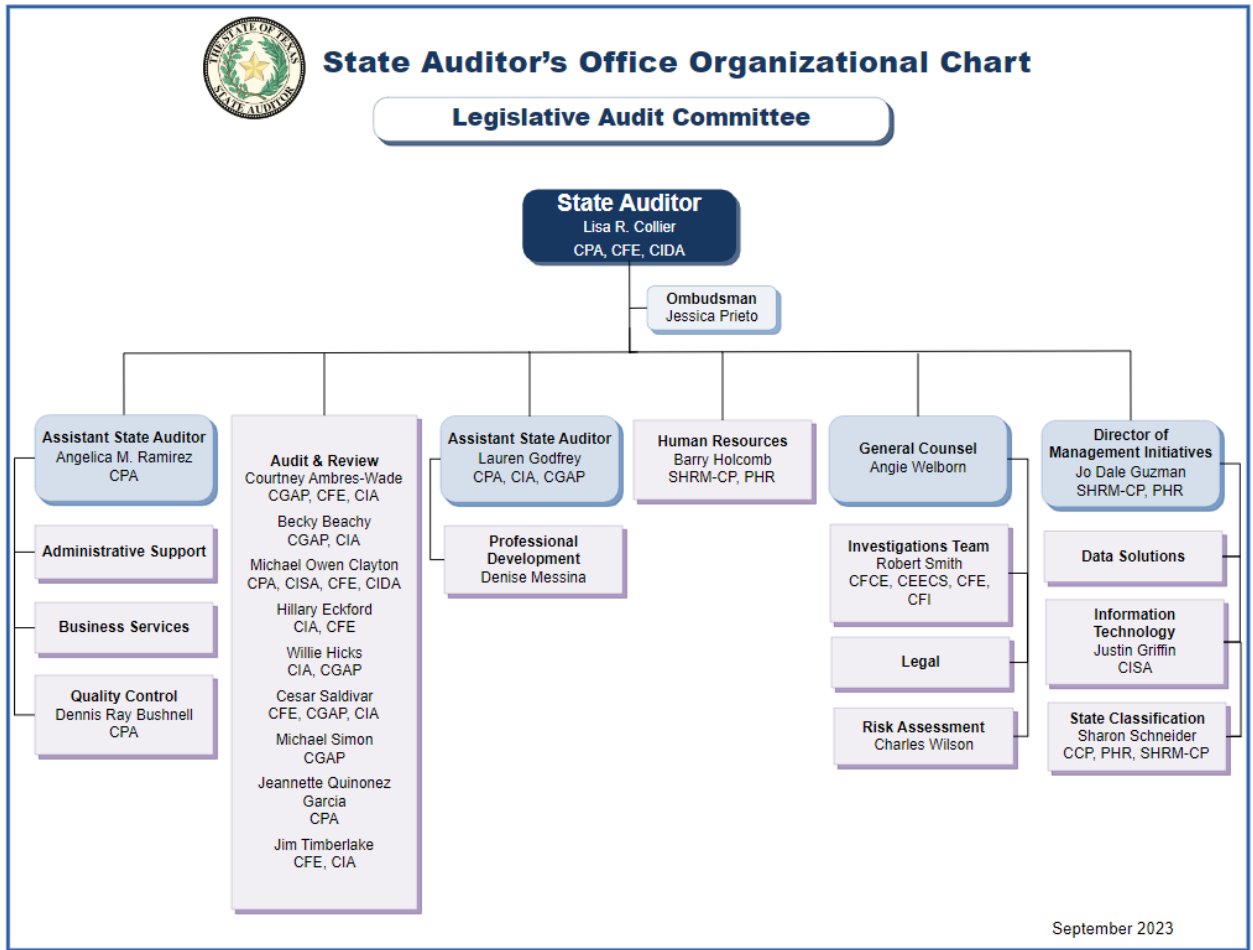 THE STATE OF TEXAS
STATE AUDITOR
State Auditor's Office Organizational Chart
Legislative Audit Committee
State Auditor
Lisa R. Collier
CPA, CFE, CIDA
Ombudsman
Jessica Prieto
Assistant State Auditor
Angelica M. Ramirez
CPA
Administrative Support
Business Services
Quality Control
Dennis Ray Bushnell
CPA
Audit & Review
Courtney Ambres-Wade
CGAP, CFE, CIA
Becky Beachy
CGAP, CIA
Michael Owen Clayton
CPA, CISA, CFE, CIDA
Hillary Eckford
CIA, CFE
Willie Hicks
CIA, CGAP
Cesar Saldivar
CFE, CGAP, CIA
Michael Simon
CGAP
Jeannette Quinonez
Garcia
CPA
Jim Timberlake
CFE, CIA
Assistant State Auditor
Lauren Godfrey
CPA, CIA, CGAP
Professional
Development
Denise Messina
Human Resources
Barry Holcomb
SHRM-CP, PHR
General Counsel
Angie Welborn
Investigations Team
Robert Smith
CFCE, CEECS, CFE,
CFI
Legal
Risk Assessment
Charles Wilson
Director of
Management Initiatives
Jo Dale Guzman
SHRM-CP, PHR
Data Solutions
Information
Technology
Justin Griffin
CISA
State Classification
Sharon Schneider
CCP, PHR, SHRM-CP
September 2023